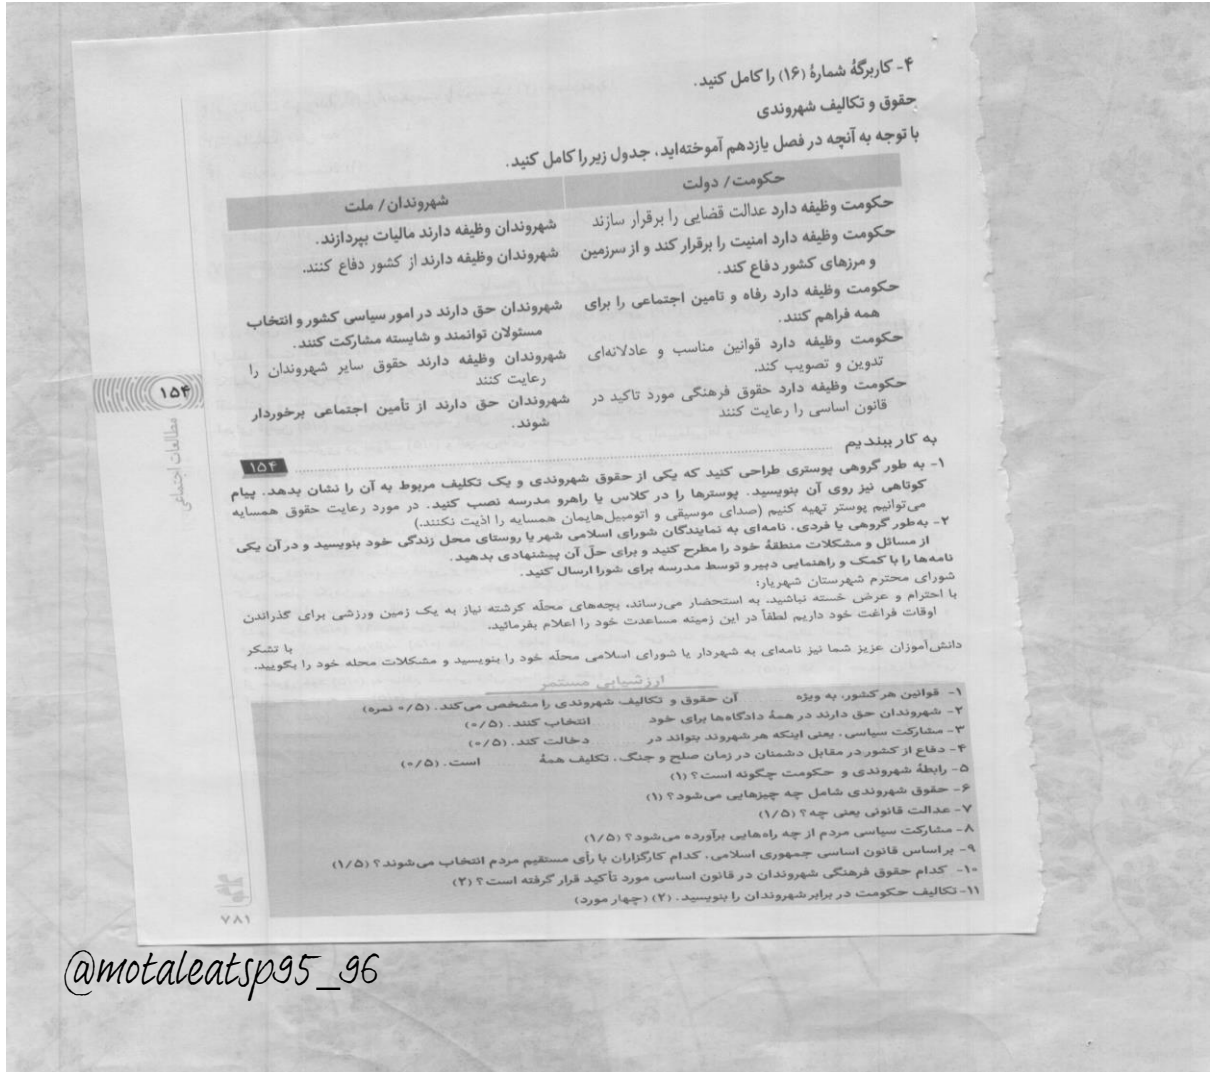 ۴- کاربرگهٔ شمارهٔ (۱۶) را کامل کنید.
حقوق و تکالیف شهروندی
با توجه به آنچه در فصل یازدهم آموخته‌اید، جدول زیر را کامل کنید.
حکومت/ دولت
حکومت وظیفه دارد عدالت قضایی را برقرار سازند
حکومت وظیفه دارد امنیت را برقرار کند و از سرزمین
و مرزهای کشور دفاع کند.
حکومت وظیفه دارد رفاه و تامین اجتماعی را برای
همه فراهم کنند.
حکومت وظیفه دارد قوانین مناسب و عادلانه‌ای
تدوین و تصویب کند.
حکومت وظیفه دارد حقوق فرهنگی مورد تاکید در
قانون اساسی را رعایت کنند
شهروندان/ ملت
شهروندان وظیفه دارند مالیات بپردازند.
شهروندان وظیفه دارند از کشور دفاع کنند.
شهروندان حق دارند در امور سیاسی کشور و انتخاب
مسئولان توانمند و شایسته مشارکت کنند.
شهروندان وظیفه دارند حقوق سایر شهروندان را
رعایت کنند
شهروندان حق دارند از تأمین اجتماعی برخوردار
شوند.
به کار ببندیم ........ ۱۵۴
۱- به طور گروهی پوستری طراحی کنید که یکی از حقوق شهروندی و یک تکلیف مربوط به آن را نشان بدهد. پیام
کوتاهی نیز روی آن بنویسید. پوسترها را در کلاس یا راهرو مدرسه نصب کنید. در مورد رعایت حقوق همسایه
می‌توانیم پوستر تهیه کنیم (صدای موسیقی و اتومبیل‌هایمان همسایه را اذیت نکنند.)
۲- به‌طور گروهی یا فردی، نامه‌ای به نمایندگان شورای اسلامی شهر یا روستای محل زندگی خود بنویسید و در آن یکی
از مسائل و مشکلات منطقهٔ خود را مطرح کنید و برای حلّ آن پیشنهادی بدهید.
نامه‌ها را با کمک و راهنمایی دبیر و توسط مدرسه برای شورا ارسال کنید.
شورای محترم شهرستان شهریار:
با احترام و عرض خسته نباشید. به استحضار می‌رساند، بچه‌های محلّه کرشته نیاز به یک زمین ورزشی برای گذراندن
اوقات فراغت خود داریم لطفاً در این زمینه مساعدت خود را اعلام بفرمائید.
با تشکر
دانش‌آموزان عزیز شما نیز نامه‌ای به شهردار یا شورای اسلامی محلّه خود را بنویسید و مشکلات محله خود را بگویید.
ارزشیابی مستمر
۱- قوانین هر کشور، به ویژه ........ آن حقوق و تکالیف شهروندی را مشخص می‌کند. (۰/۵ نمره)
۲- شهروندان حق دارند در همهٔ دادگاه‌ها برای خود ........ انتخاب کنند. (۰/۵)
۳- مشارکت سیاسی، یعنی اینکه هر شهروند بتواند در ........ دخالت کند. (۰/۵)
۴- دفاع از کشور در مقابل دشمنان در زمان صلح و جنگ، تکلیف همهٔ ........ است. (۰/۵)
۵- رابطهٔ شهروندی و حکومت چگونه است؟ (۱)
۶- حقوق شهروندی شامل چه چیزهایی می‌شود؟ (۱)
۷- عدالت قانونی یعنی چه؟ (۱/۵)
۸- مشارکت سیاسی مردم از چه راه‌هایی برآورده می‌شود؟ (۱/۵)
۹- بر اساس قانون اساسی جمهوری اسلامی، کدام کارگزاران با رأی مستقیم مردم انتخاب می‌شوند؟ (۱/۵)
۱۰- کدام حقوق فرهنگی شهروندان در قانون اساسی مورد تأکید قرار گرفته است؟ (۲)
۱۱- تکالیف حکومت در برابر شهروندان را بنویسید. (۲) (چهار مورد)
۱۵۴
مطالعات اجتماعی
۷۸۱
@motaleatsp95_96